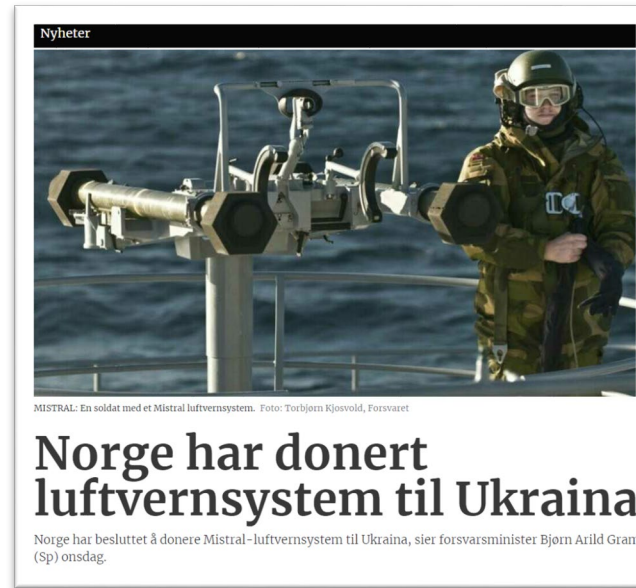 Nyheter
MISTRAL: En soldat med et Mistral luftvernsystem. Foto: Torbjørn Kjosvold, Forsvaret
Norge har donert
luftvernsystem til Ukraina
Norge har besluttet å donere Mistral-luftvernsystem til Ukraina, sier forsvarsminister Bjørn Arild Gram
(Sp) onsdag.